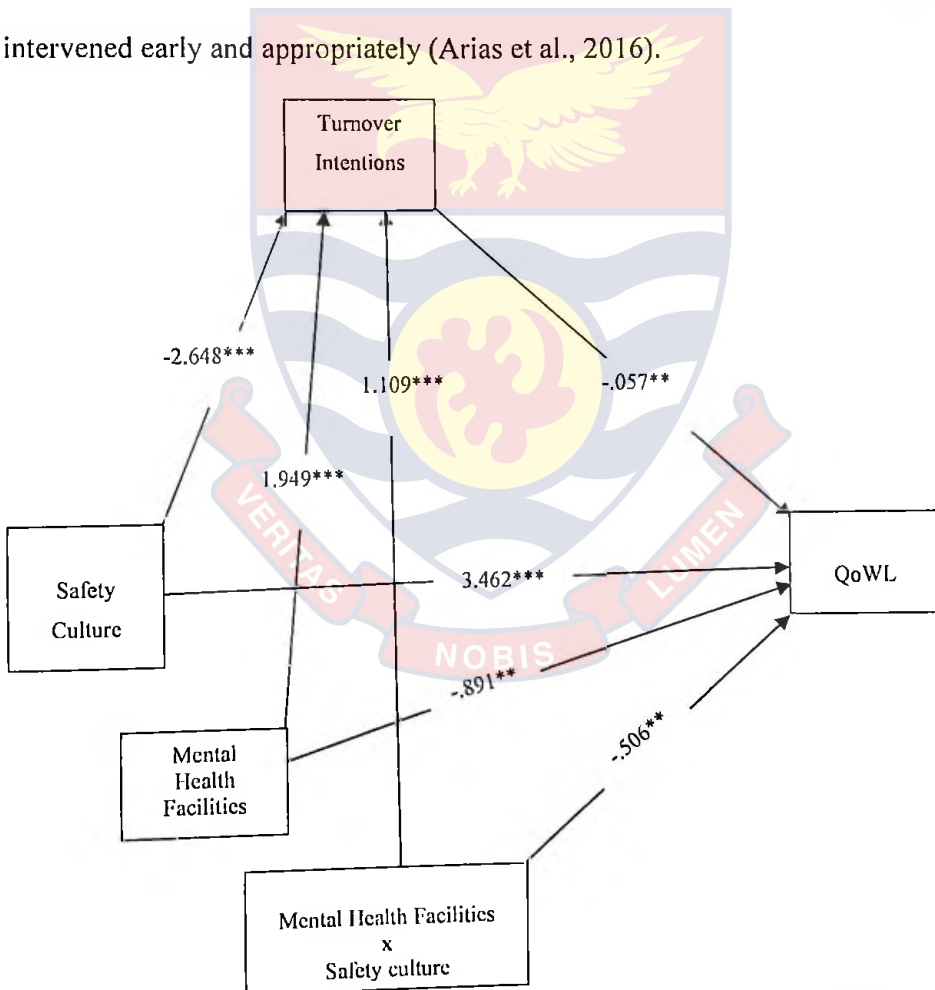 intervened early and appropriately (Arias et al., 2016).
Turnover
Intentions
-2.648***
1.109***
-.057**
1.949***
Safety
Culture
3.462***
QoWL
-.891**
-.506**
Mental
Health
Facilities
Mental Health Facilities
x
Safety culture
VERITAS
NOBIS
LUMEN